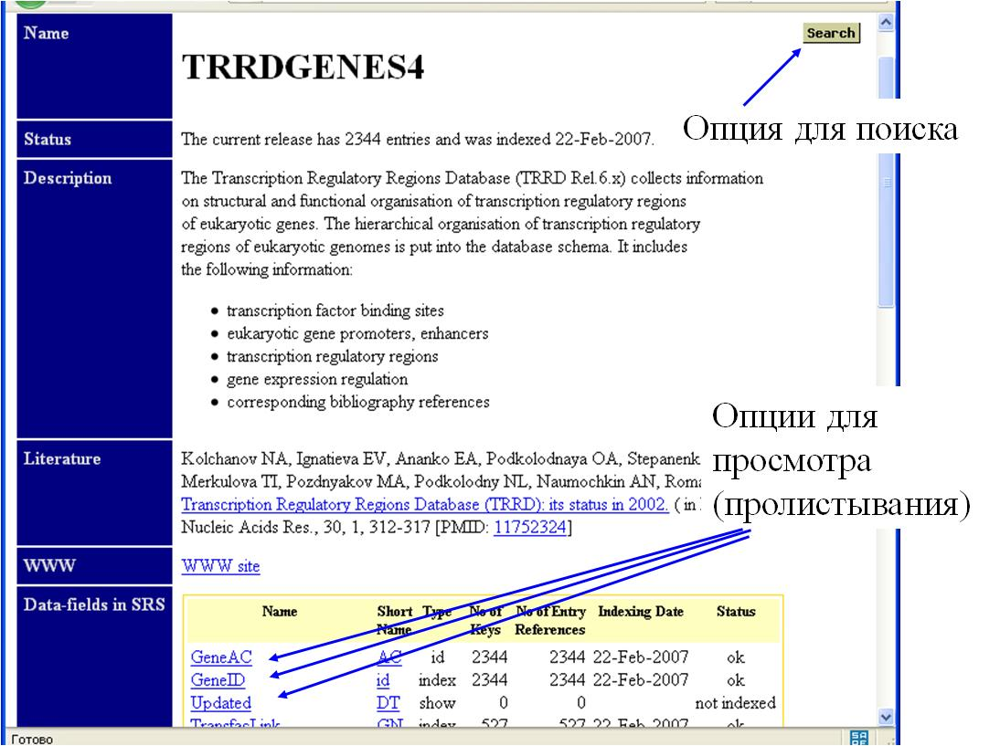 Name
Search
TRRDGENES4
Опция для поиска
Status
The current release has 2344 entries and was indexed 22-Feb-2007.
Description
The Transcription Regulatory Regions Database (TRRD Rel.6.x) collects information
on structural and functional organisation of transcription regulatory regions
of eukaryotic genes. The hierarchical organisation of transcription regulatory
regions of eukaryotic genomes is put into the database schema. It includes
the following information:
• transcription factor binding sites
• eukaryotic gene promoters, enhancers
• transcription regulatory regions
• gene expression regulation
• corresponding bibliography references
Опции для
просмотра
(пролистывания)
Literature
Kolchanov NA, Ignatieva EV, Ananko EA, Podkolodnaya OA, Stepanenk
Merkulova TI, Pozdnyakov MA, Podkolodny NL, Naumochkin AN, Roma
Transcription Regulatory Regions Database (TRRD): its status in 2002. ( in
Nucleic Acids Res., 30, 1, 312-317 [PMID: 11752324]
WWW
WWW site
Data-fields in SRS
Name Short Name Type No of Keys No of Entry References Indexing Date Status
GeneAC AC id 2344 2344 22-Feb-2007 ok
GeneID id index 2344 2344 22-Feb-2007 ok
Updated DT show 0 0 not indexed
TransfacLink GN index 527 527 22-Feb-2007 ok
Готово